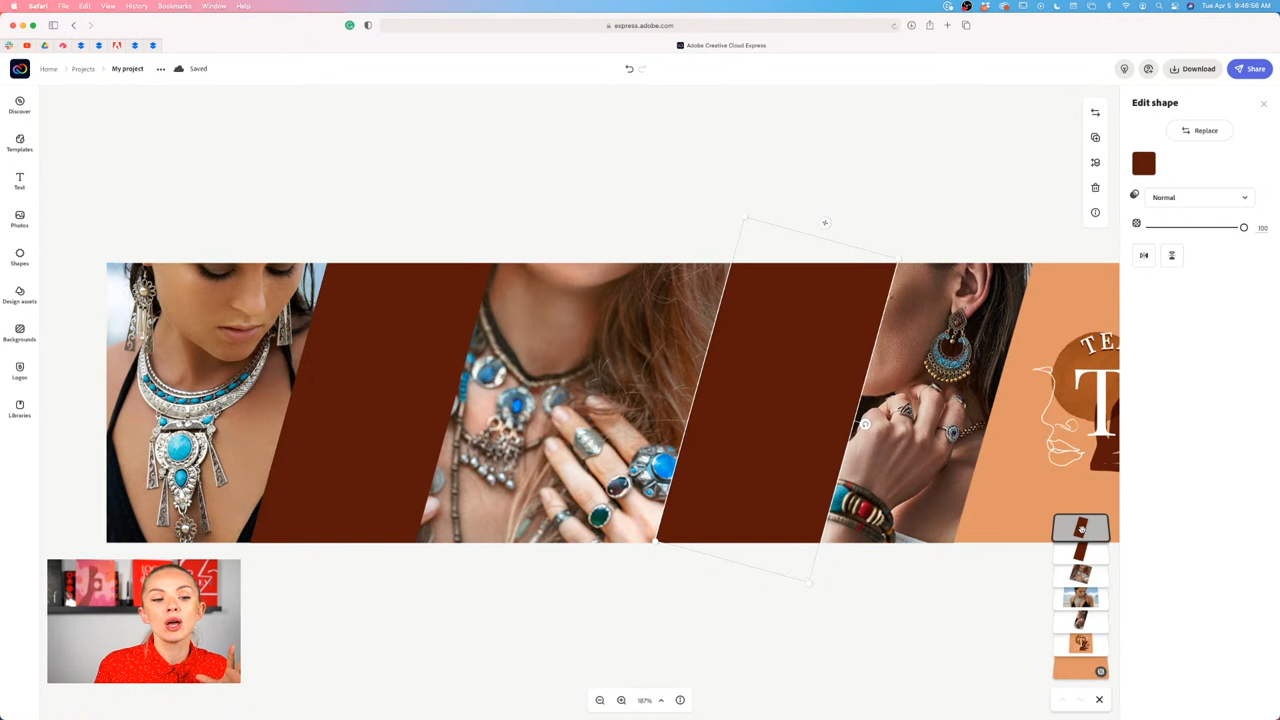 Safari File Edit View History Bookmarks Window Help
Tue Apr 5 9:46:56 AM
express.adobe.com
Adobe Creative Cloud Express
Home Projects My project Saved
Download Share
Discover
Templates
Text
Photos
Shapes
Design assets
Backgrounds
Logos
Libraries
Edit shape
Replace
Normal
100
TE
T
187%